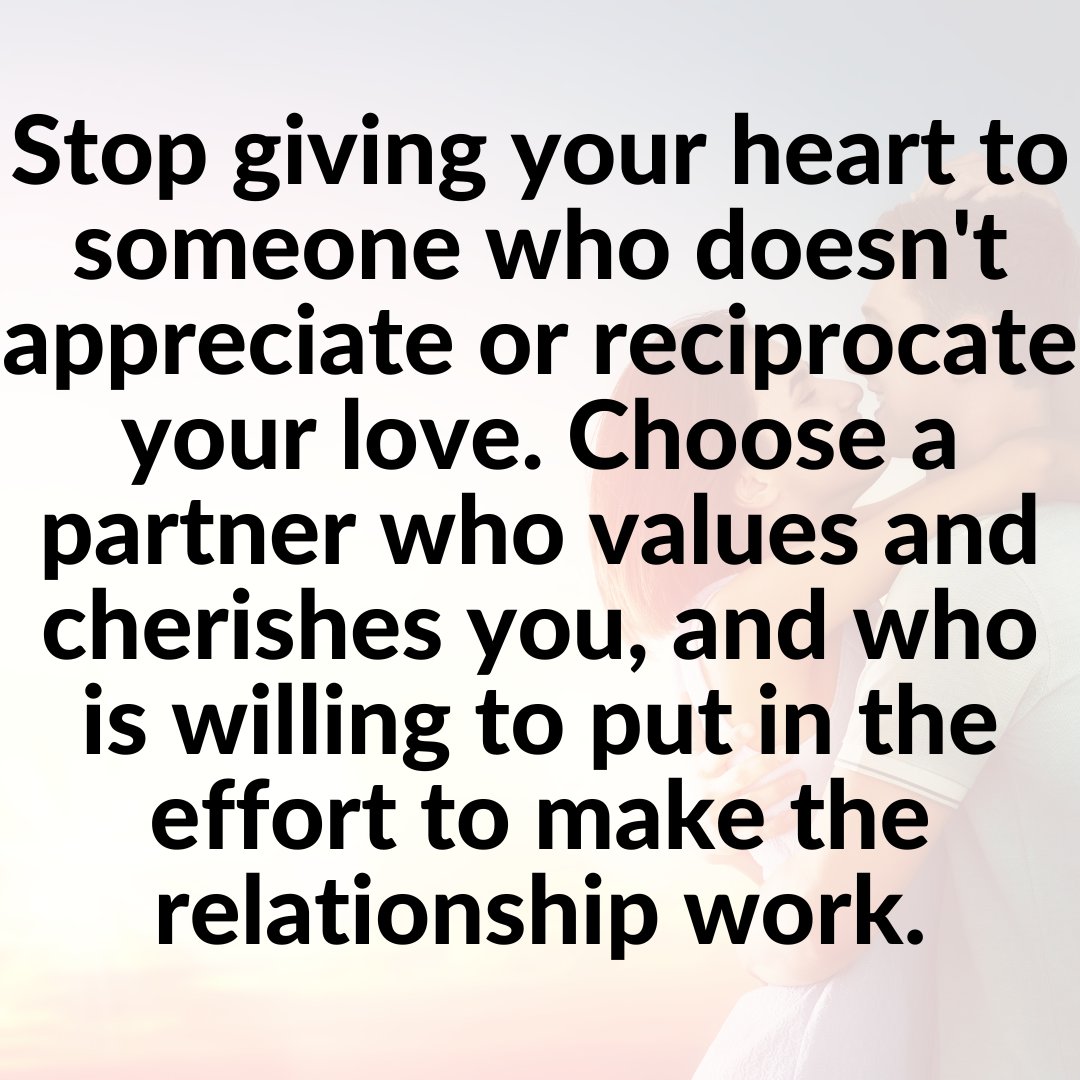 Stop giving your heart to
someone who doesn't
appreciate or reciprocate
your love. Choose a
partner who values and
cherishes you, and who
is willing to put in the
effort to make the
relationship work.